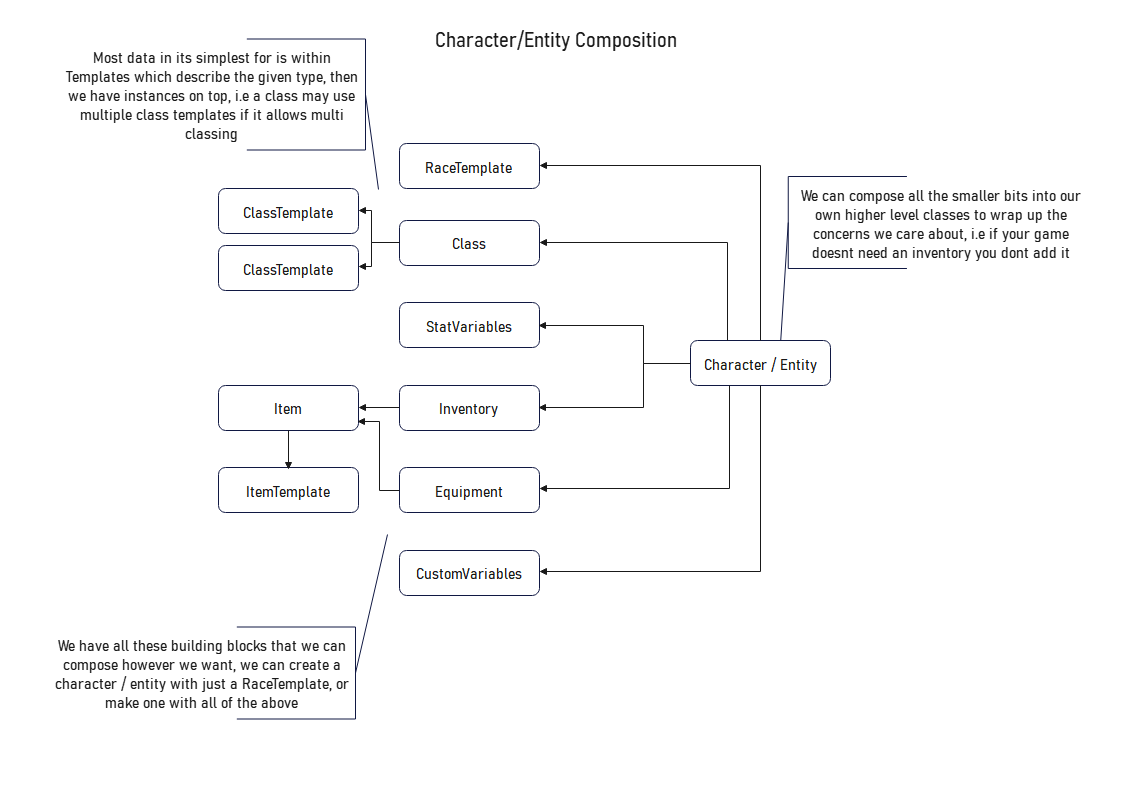 Character/Entity Composition
Most data in its simplest for is within
Templates which describe the given type, then
we have instances on top, i.e a class may use
multiple class templates if it allows multi
classing
RaceTemplate
We can compose all the smaller bits into our
own higher level classes to wrap up the
concerns we care about, i.e if your game
doesnt need an inventory you dont add it
ClassTemplate
Class
ClassTemplate
StatVariables
Character / Entity
Item
Inventory
ItemTemplate
Equipment
CustomVariables
We have all these building blocks that we can
compose however we want, we can create a
character / entity with just a RaceTemplate, or
make one with all of the above